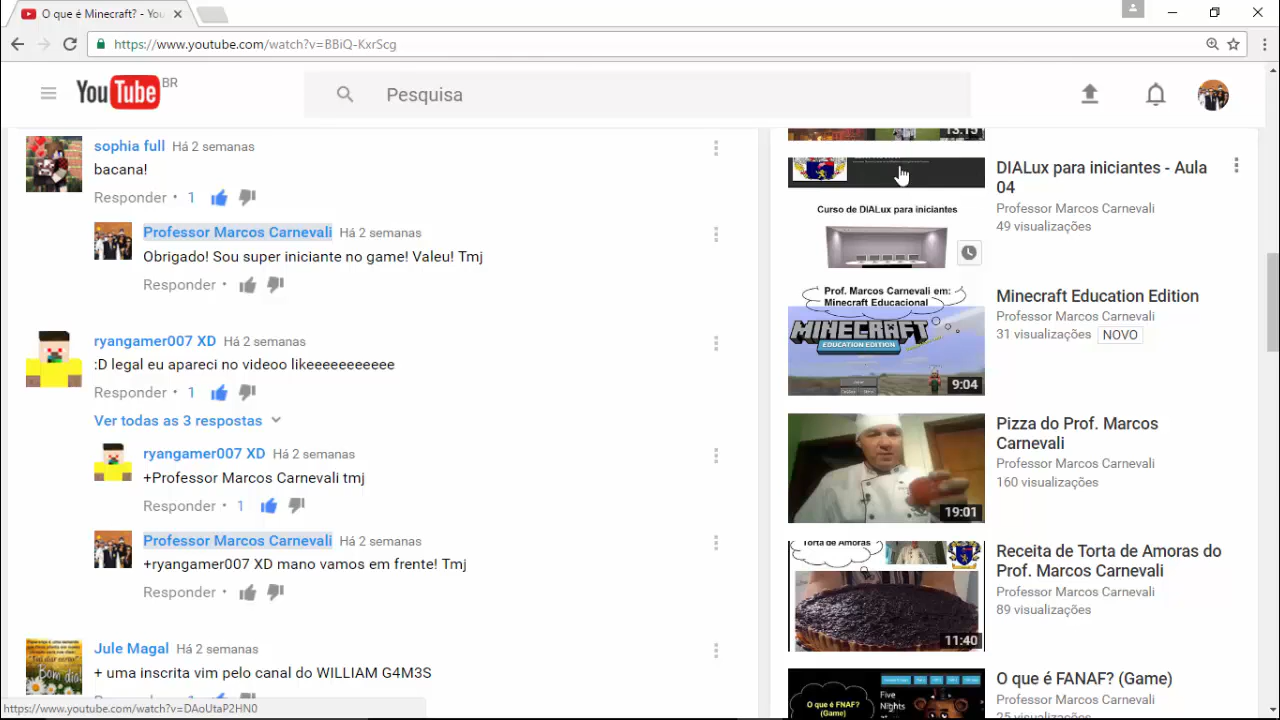 O que é Minecraft? - You
https://www.youtube.com/watch?v=BBiQ-KxrScg
YouTube BR
Pesquisa
sophia full Há 2 semanas
bacana!
Responder • 1
Professor Marcos Carnevali Há 2 semanas
Obrigado! Sou super iniciante no game! Valeu! Tmj
Responder •
ryangamer007 XD Há 2 semanas
:D legal eu apareci no videoo likeeeeeeeeeee
Responder • 1
Ver todas as 3 respostas
ryangamer007 XD Há 2 semanas
+Professor Marcos Carnevali tmj
Responder • 1
Professor Marcos Carnevali Há 2 semanas
+ryangamer007 XD mano vamos em frente! Tmj
Responder •
Jule Magal Há 2 semanas
+ uma inscrita vim pelo canal do WILLIAM G4M3S
https://www.youtube.com/watch?v=DAoUtaP2HN0
Bom dia!
13:15
Curso de DIALux para iniciantes
DIALux para iniciantes - Aula
04
Professor Marcos Carnevali
49 visualizações
Prof. Marcos Carnevali em:
Minecraft Educacional
MINECRAFT
EDUCATION EDITION
9:04
Minecraft Education Edition
Professor Marcos Carnevali
31 visualizações NOVO
19:01
Pizza do Prof. Marcos
Carnevali
Professor Marcos Carnevali
160 visualizações
Torta de Amoras
11:40
Receita de Torta de Amoras do
Prof. Marcos Carnevali
Professor Marcos Carnevali
89 visualizações
O que é FNAF?
(Game)
Five
Nights
O que é FANAF? (Game)
Professor Marcos Carnevali
25 visualizações